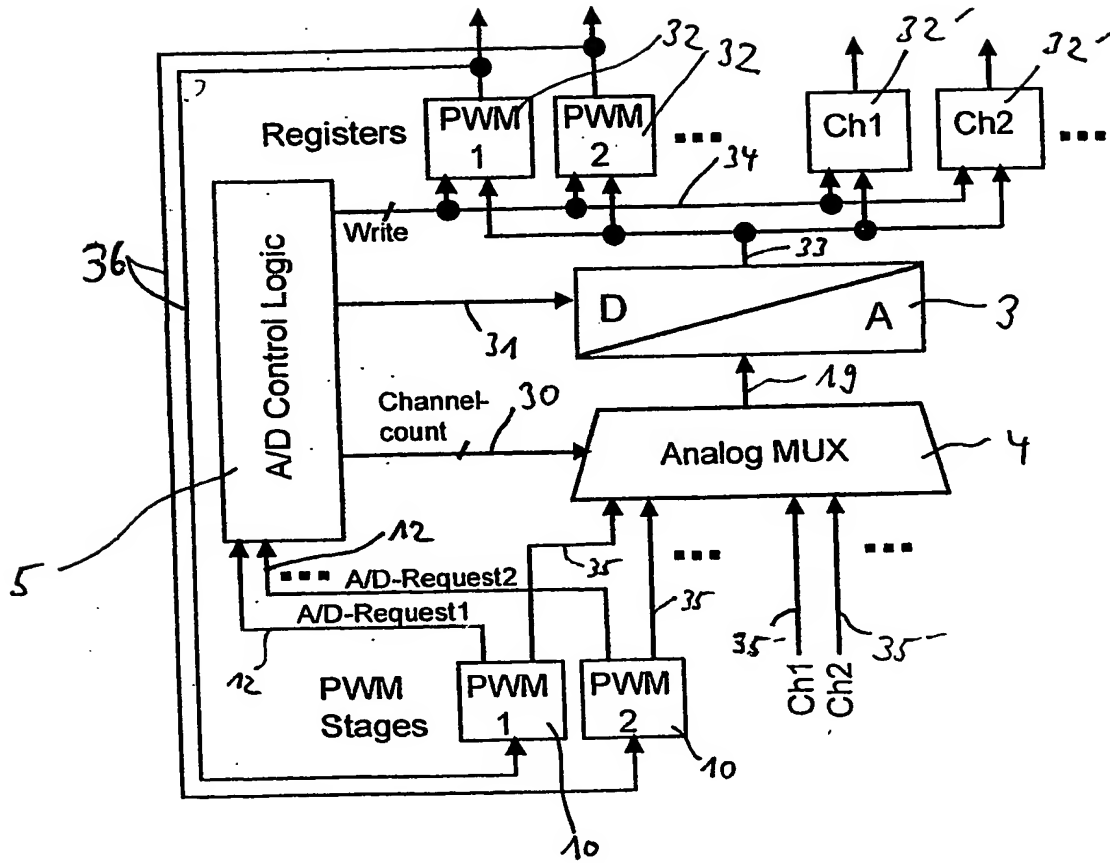 32
32
32'
32'
Registers
PWM
1
PWM
2
Ch1
Ch2
34
Write
33
36
A/D Control Logic
D
A
3
31
19
Channel-
count
30
Analog MUX
4
12
5
35
A/D-Request2
35
A/D-Request1
35'
35'
12
PWM
Stages
PWM
1
PWM
2
Ch1
Ch2
10
10